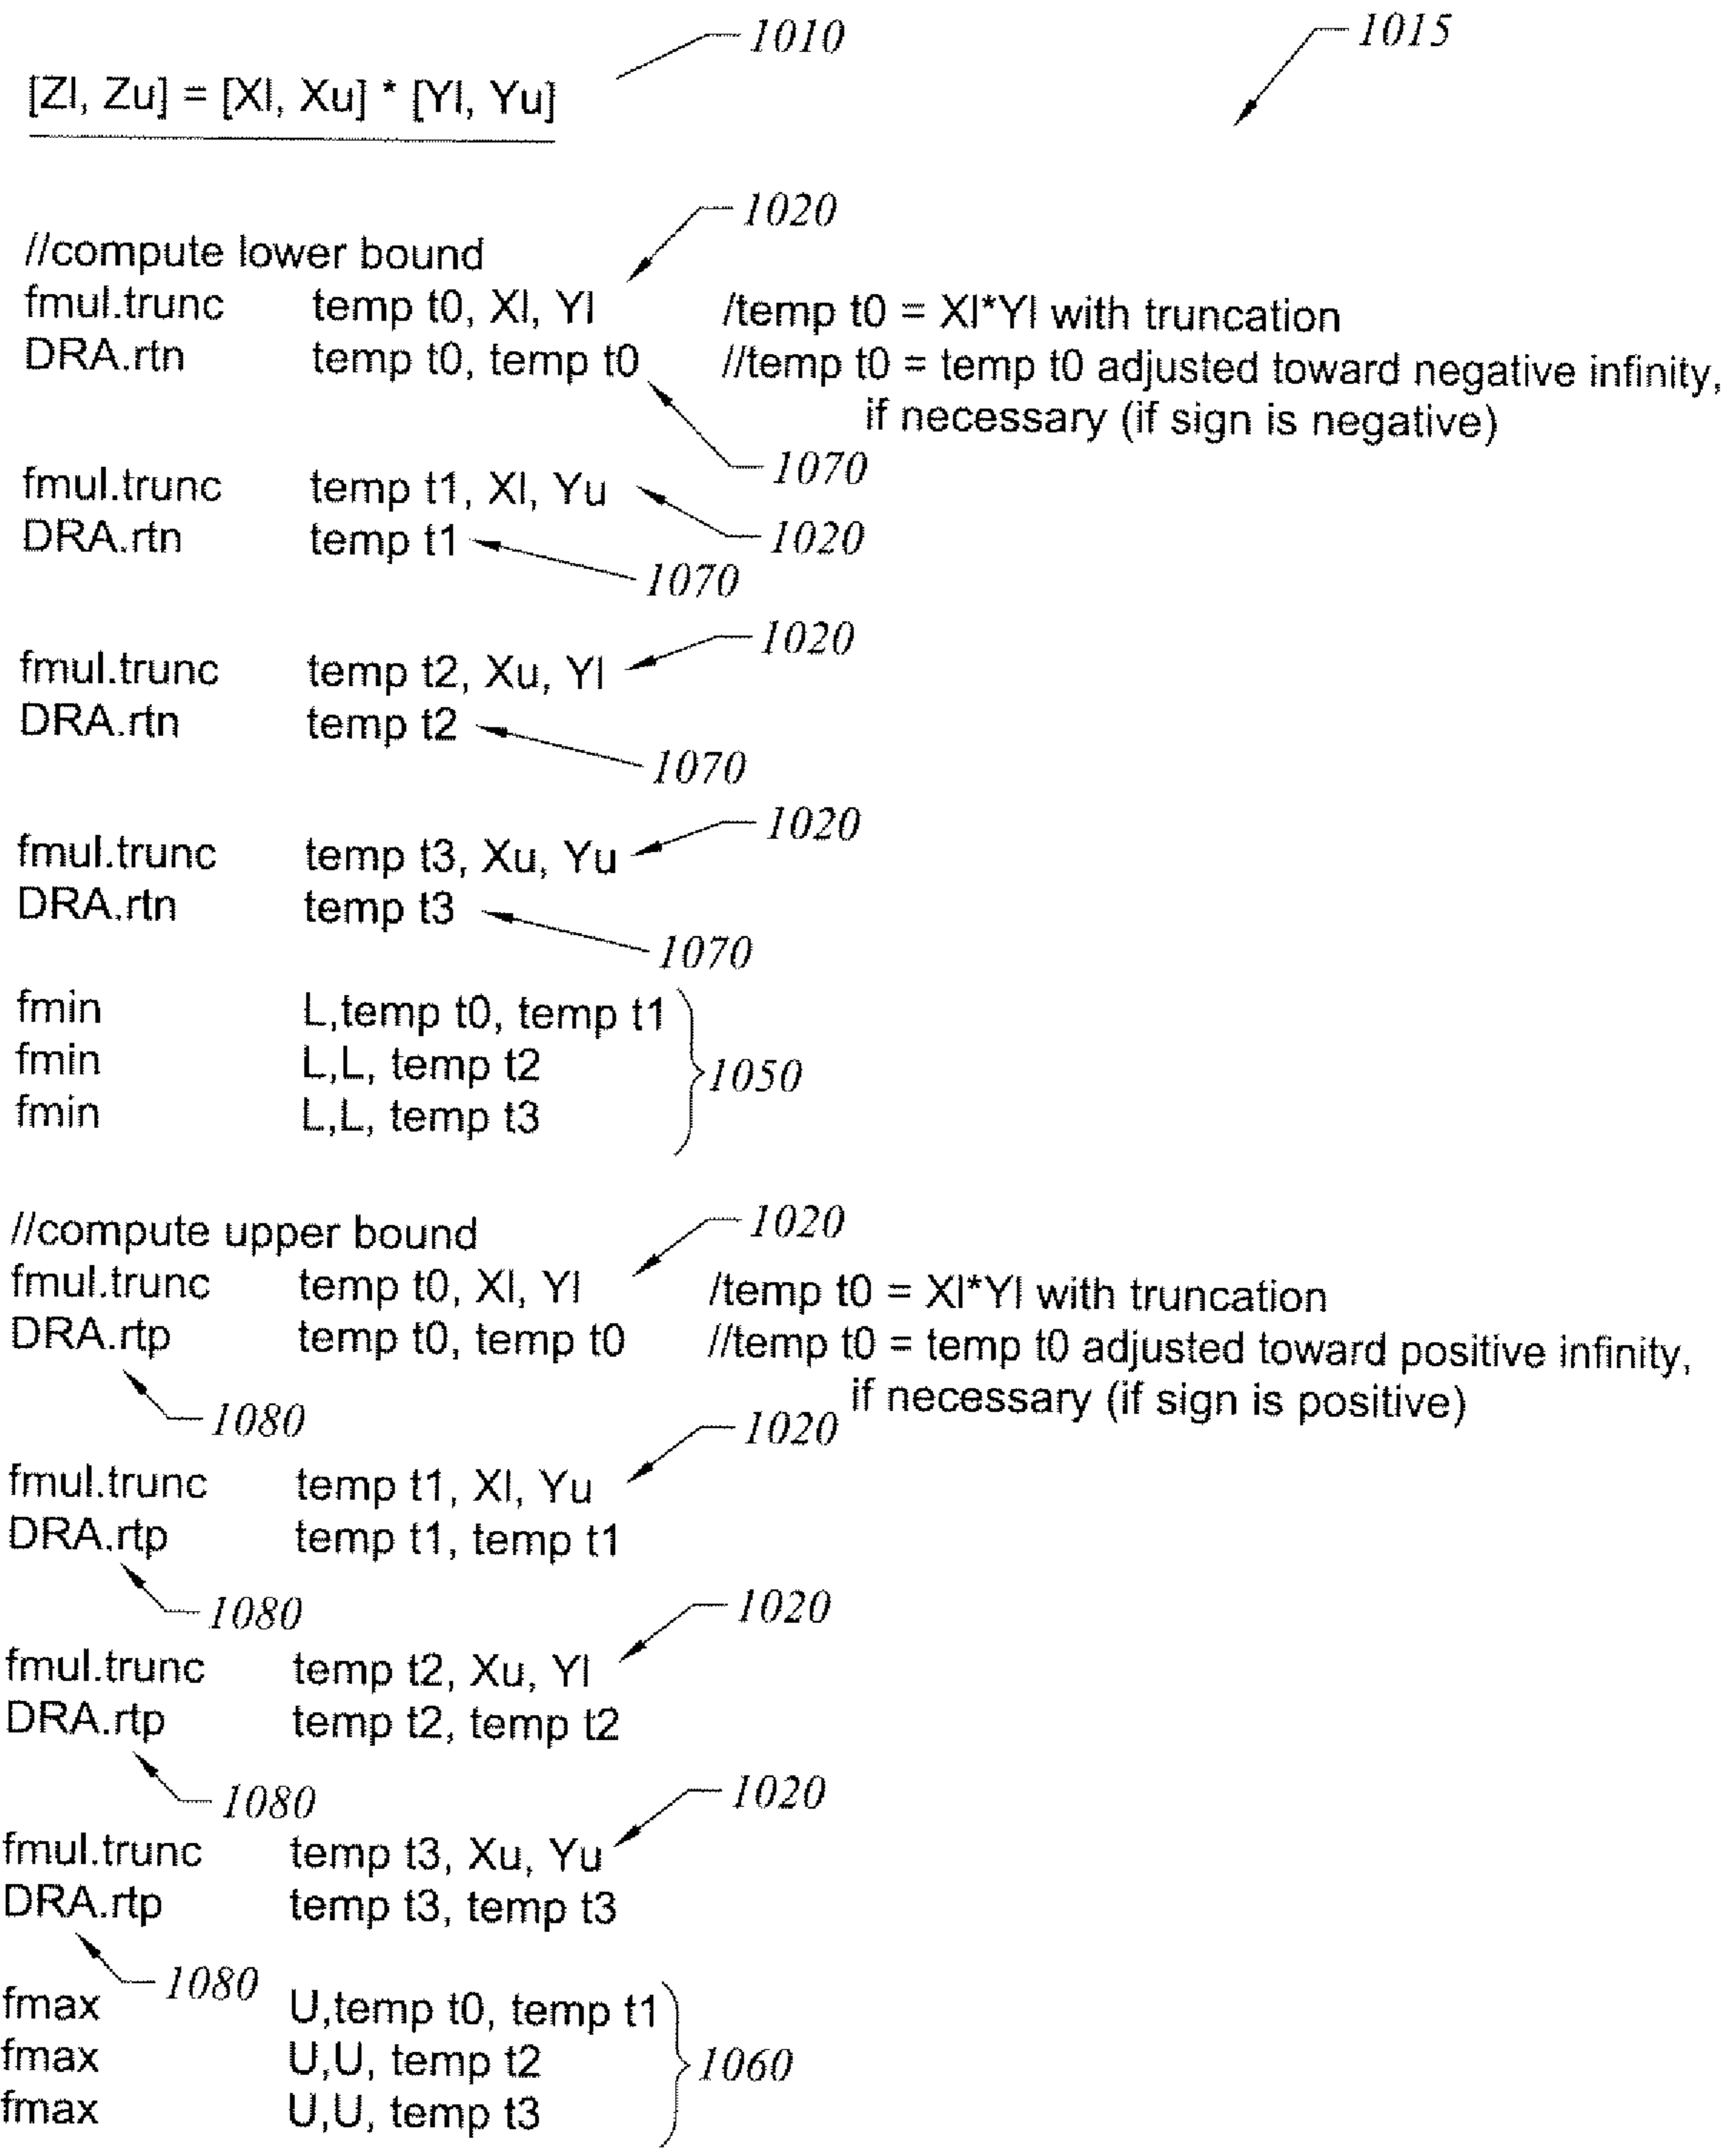 1010
1015
[Zl, Zu] = [Xl, Xu] * [Yl, Yu]
1020
//compute lower bound
fmul.trunc temp t0, Xl, Yl /temp t0 = Xl*Yl with truncation
DRA.rtn temp t0, temp t0 //temp t0 = temp t0 adjusted toward negative infinity,
if necessary (if sign is negative)
1070
fmul.trunc temp t1, Xl, Yu
DRA.rtn temp t1
1020
1070
1020
fmul.trunc temp t2, Xu, Yl
DRA.rtn temp t2
1070
1020
fmul.trunc temp t3, Xu, Yu
DRA.rtn temp t3
1070
fmin L,temp t0, temp t1
fmin L,L, temp t2
1050
fmin L,L, temp t3
1020
//compute upper bound
fmul.trunc temp t0, Xl, Yl /temp t0 = Xl*Yl with truncation
DRA.rtp temp t0, temp t0 //temp t0 = temp t0 adjusted toward positive infinity,
if necessary (if sign is positive)
1080
1020
fmul.trunc temp t1, Xl, Yu
DRA.rtp temp t1, temp t1
1080
1020
fmul.trunc temp t2, Xu, Yl
DRA.rtp temp t2, temp t2
1080
1020
fmul.trunc temp t3, Xu, Yu
DRA.rtp temp t3, temp t3
1080
fmax U,temp t0, temp t1
fmax U,U, temp t2
1060
fmax U,U, temp t3